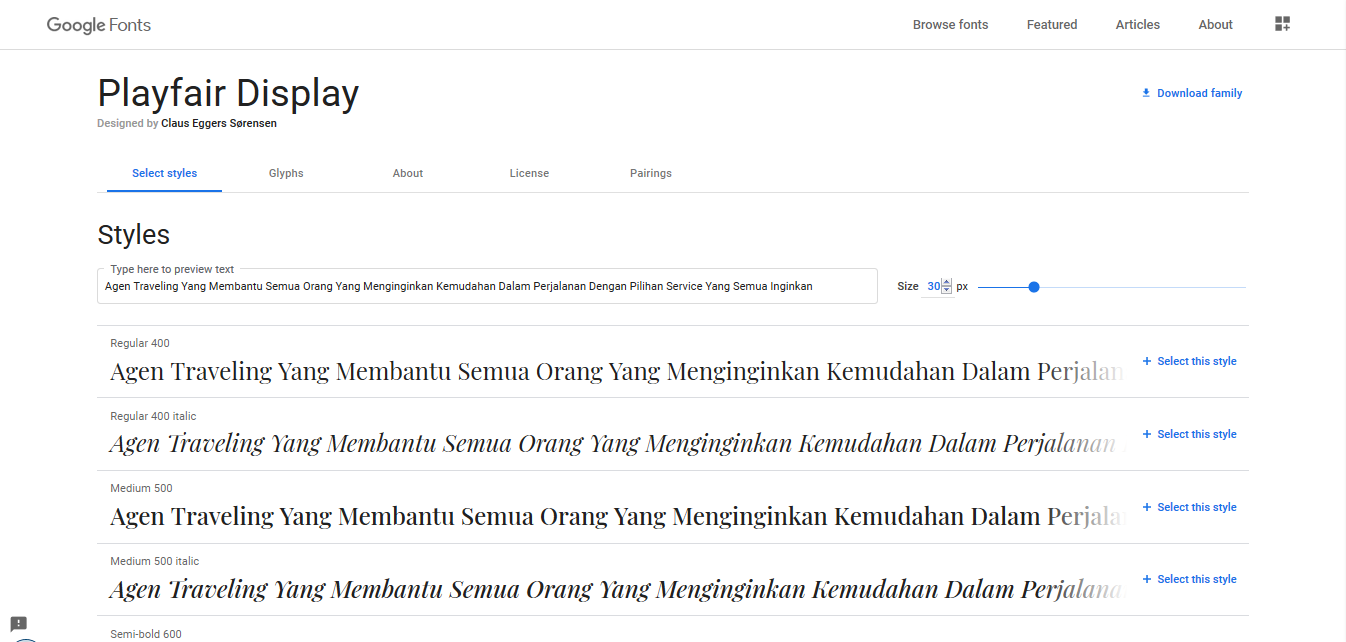 Google Fonts Browse fonts Featured Articles About
Playfair Display
Download family
Designed by Claus Eggers Sørensen
Select styles Glyphs About License Pairings
Styles
Type here to preview text
Agen Traveling Yang Membantu Semua Orang Yang Menginginkan Kemudahan Dalam Perjalanan Dengan Pilihan Service Yang Semua Inginkan
Size 30 px
Regular 400
Agen Traveling Yang Membantu Semua Orang Yang Menginginkan Kemudahan Dalam Perjalan
+ Select this style
Regular 400 italic
Agen Traveling Yang Membantu Semua Orang Yang Menginginkan Kemudahan Dalam Perjalanan
+ Select this style
Medium 500
Agen Traveling Yang Membantu Semua Orang Yang Menginginkan Kemudahan Dalam Perjala
+ Select this style
Medium 500 italic
Agen Traveling Yang Membantu Semua Orang Yang Menginginkan Kemudahan Dalam Perjalana
+ Select this style
Semi-bold 600